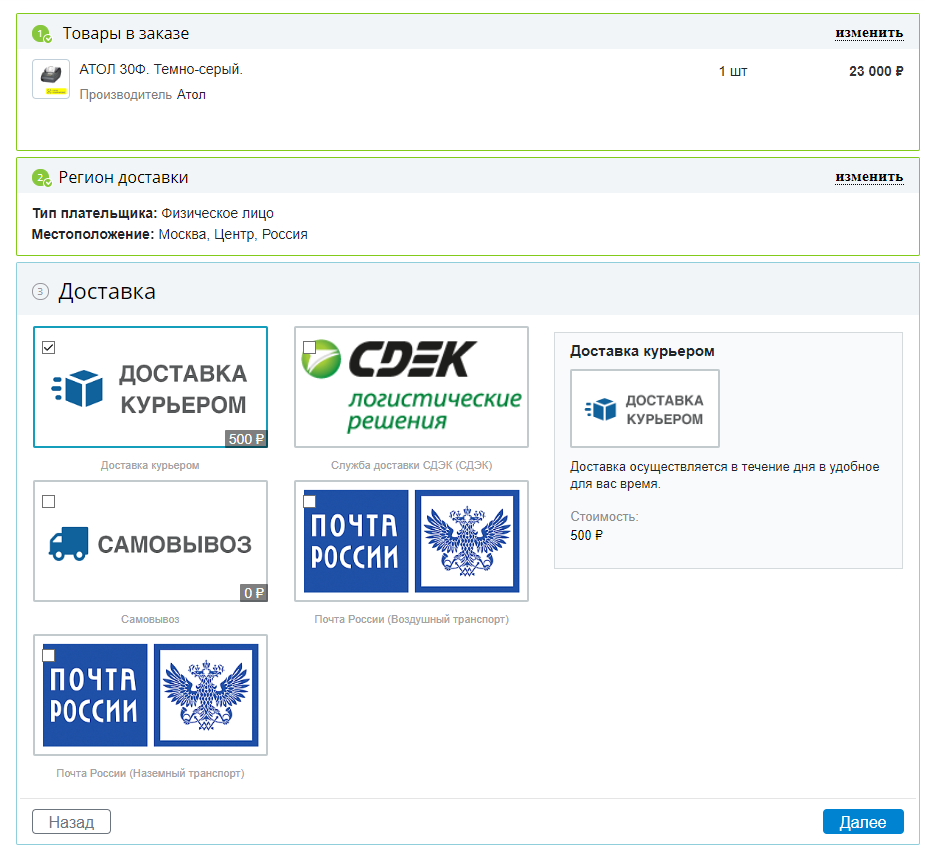 1 Товары в заказе изменить
АТОЛ 30Ф. Темно-серый. 1 шт 23 000 ₽
Производитель Атол
2 Регион доставки изменить
Тип плательщика: Физическое лицо
Местоположение: Москва, Центр, Россия
3 Доставка
ДОСТАВКА
КУРЬЕРОМ
500 ₽
Доставка курьером
CDEK
логистические
решения
Служба доставки СДЭК (СДЭК)
САМОВЫВОЗ
0 ₽
Самовывоз
ПОЧТА
РОССИИ
Почта России (Воздушный транспорт)
ПОЧТА
РОССИИ
Почта России (Наземный транспорт)
Доставка курьером
ДОСТАВКА
КУРЬЕРОМ
Доставка осуществляется в течение дня в удобное
для вас время.
Стоимость:
500 ₽
Назад Далее